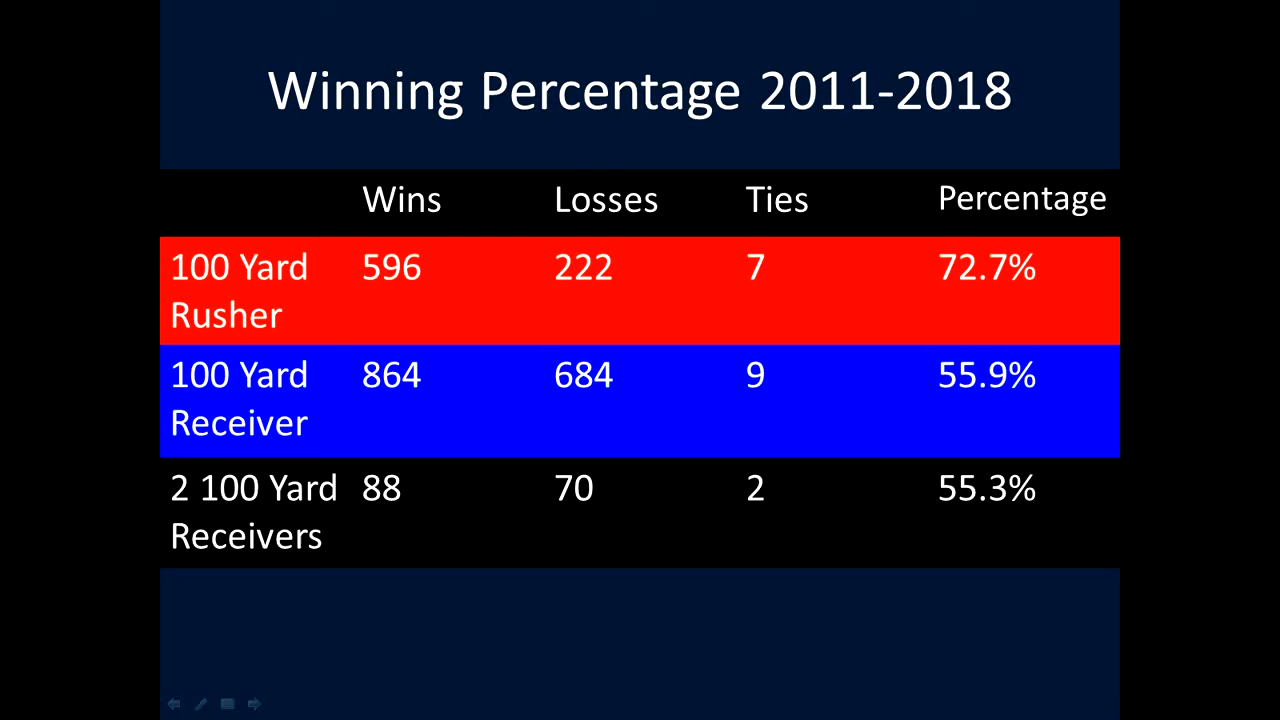 Winning Percentage 2011-2018
Wins Losses Ties Percentage
100 Yard Rusher 596 222 7 72.7%
100 Yard Receiver 864 684 9 55.9%
2 100 Yard Receivers 88 70 2 55.3%